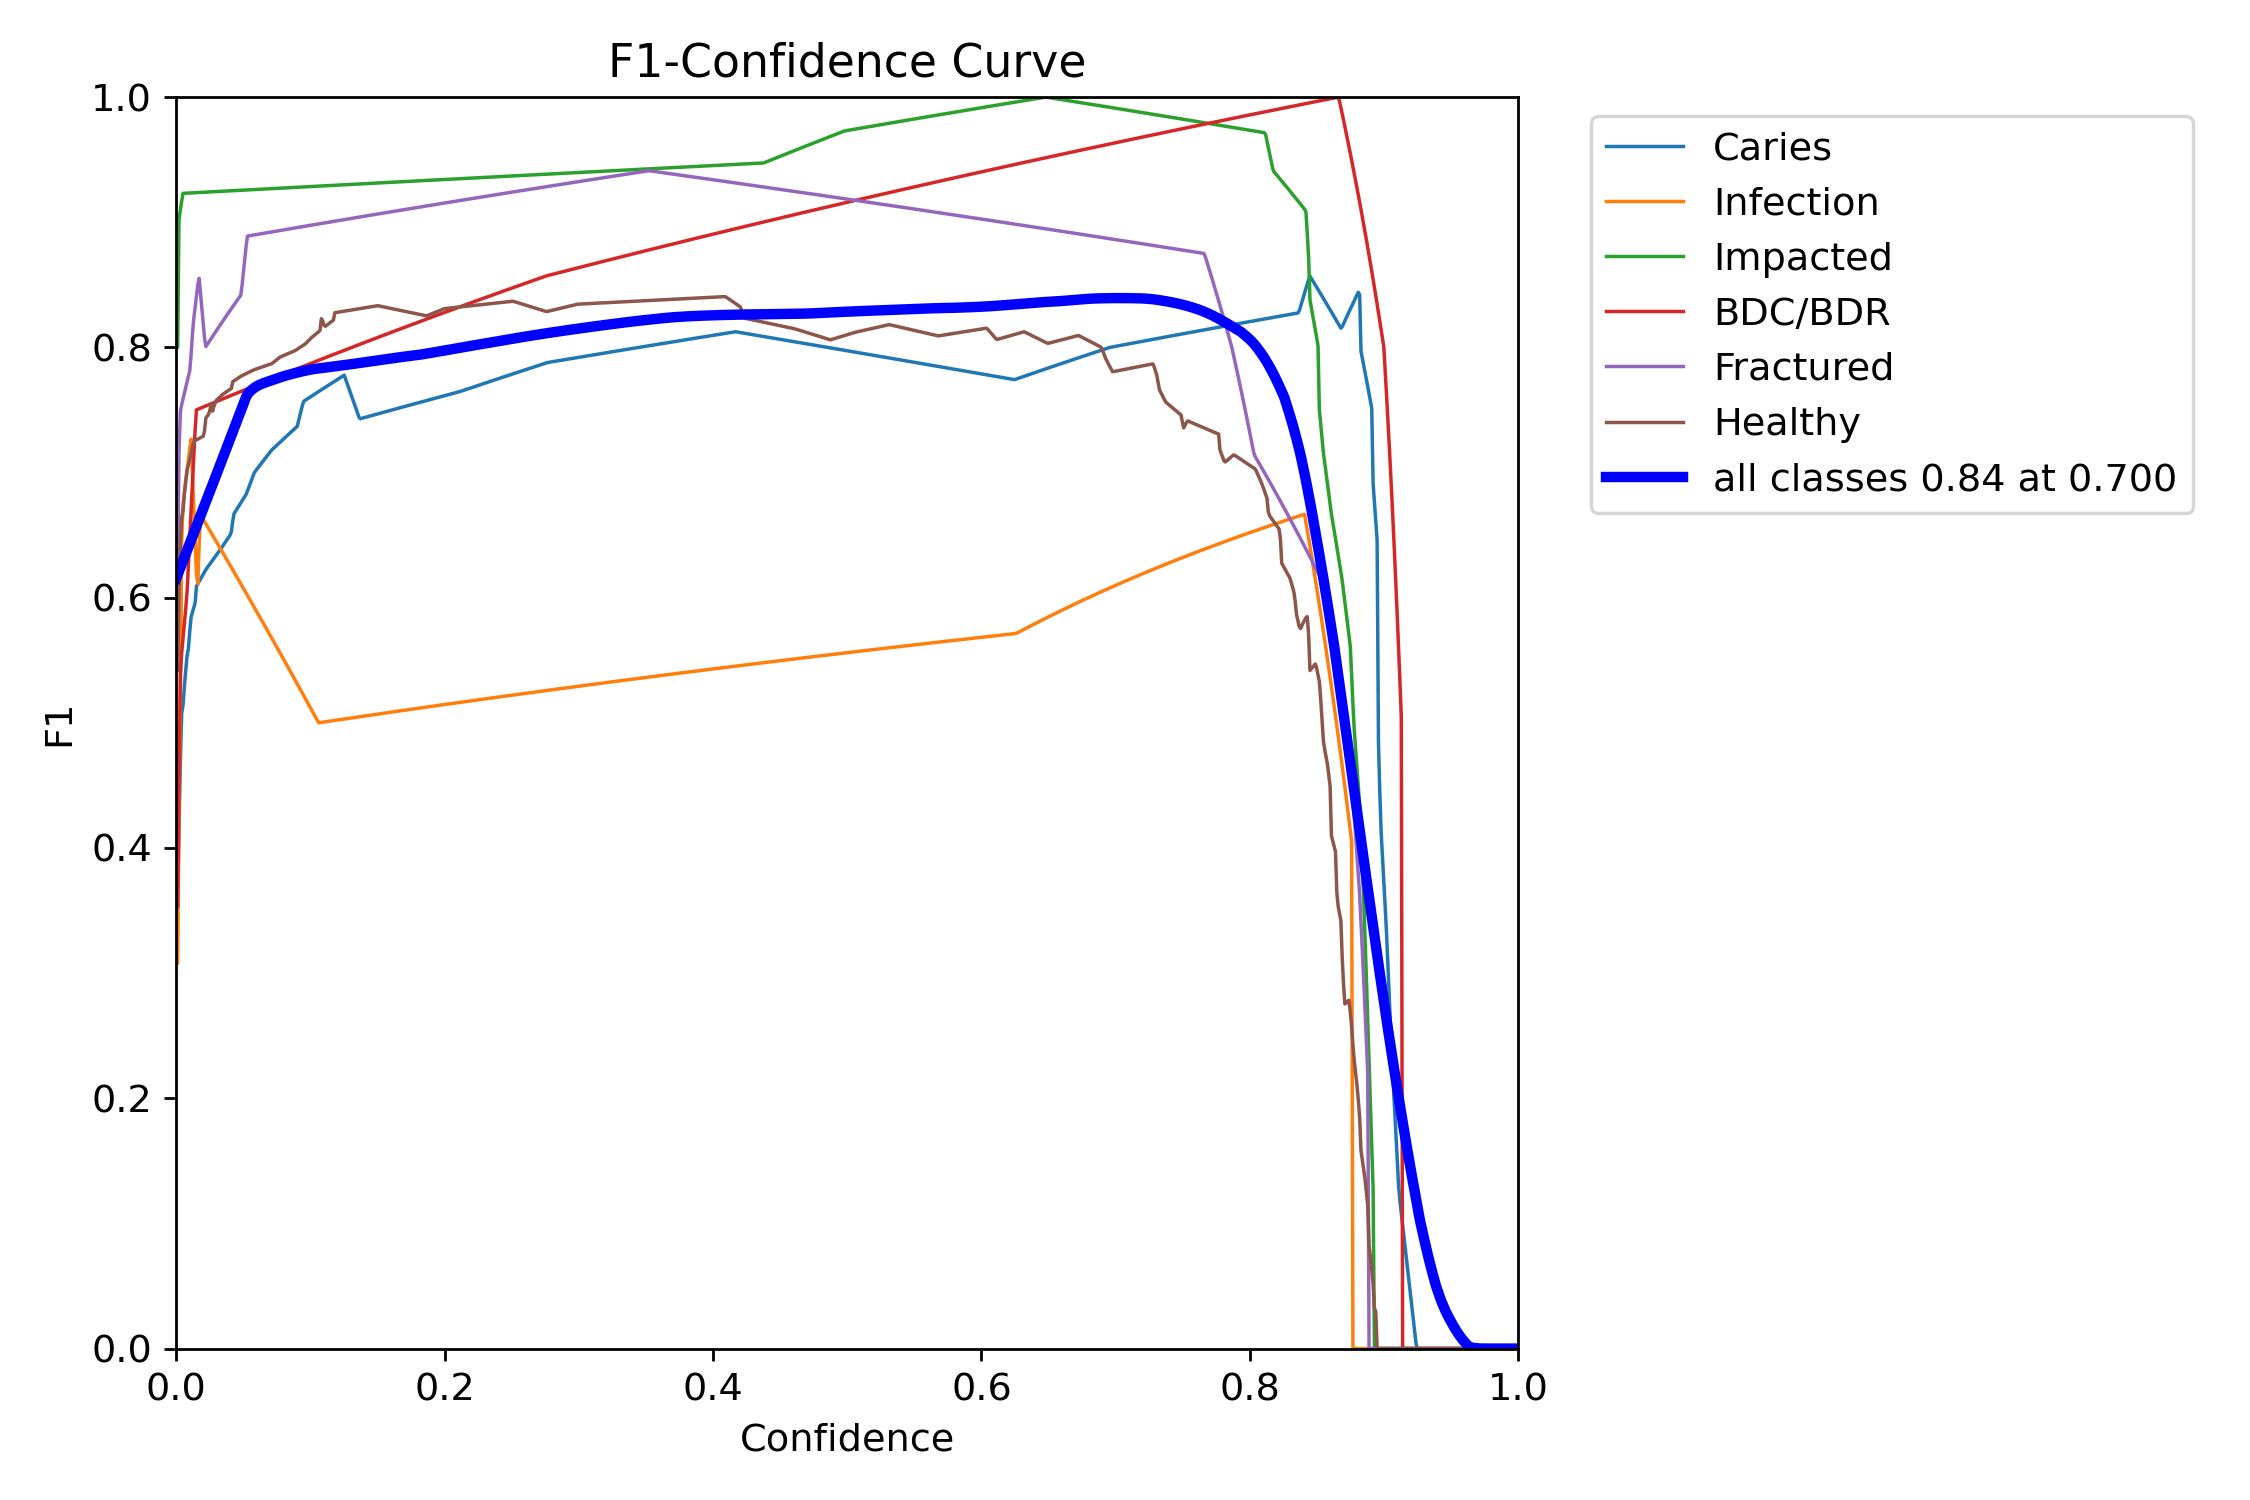 F1-Confidence Curve
1.0
0.8
0.6
0.4
0.2
0.0
F1
0.0 0.2 0.4 0.6 0.8 1.0
Confidence
Caries
Infection
Impacted
BDC/BDR
Fractured
Healthy
all classes 0.84 at 0.700